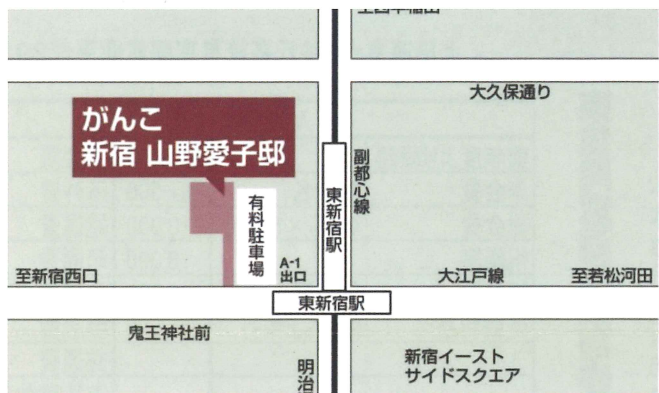 大久保通り
がんこ
新宿 山野愛子邸
副都心線
東新宿駅
有料駐車場
A-1
出口
至新宿西口
大江戸線
至若松河田
東新宿駅
鬼王神社前
明治
新宿イースト
サイドスクエア